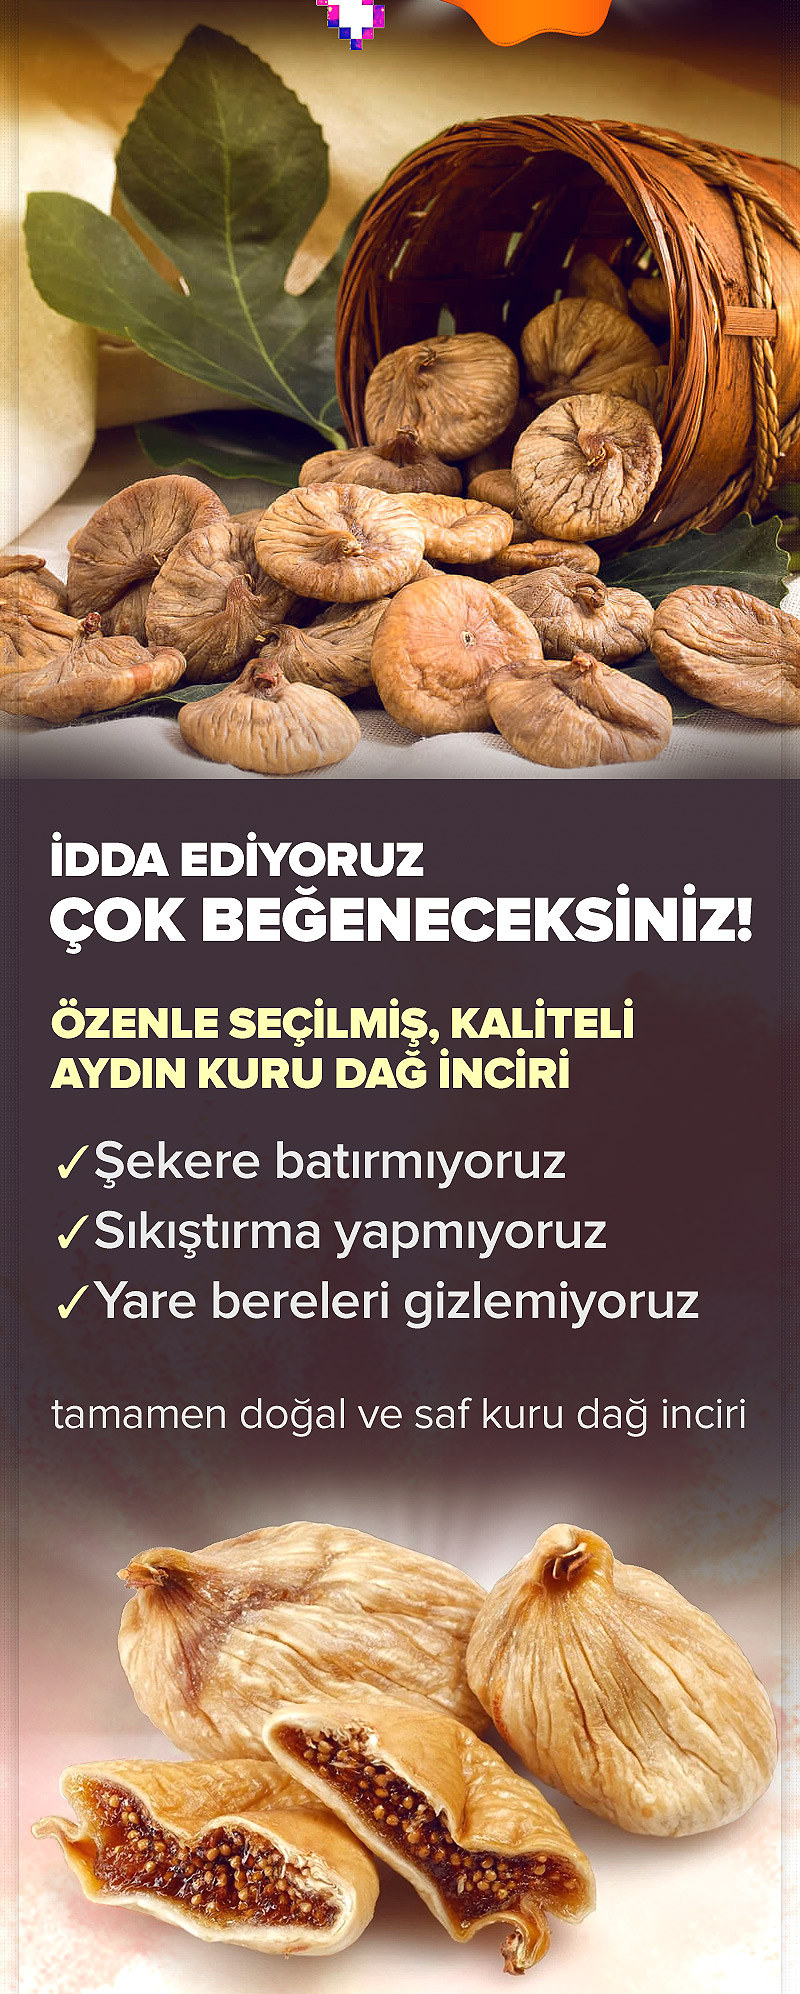 İDDA EDİYORUZ
ÇOK BEĞENECEKSİNİZ!
ÖZENLE SEÇİLMİŞ, KALİTELİ
AYDIN KURU DAĞ İNCİRİ
✓Şekere batırmıyoruz
✓Sıkıştırma yapmıyoruz
✓Yare bereleri gizlemiyoruz
tamamen doğal ve saf kuru dağ inciri